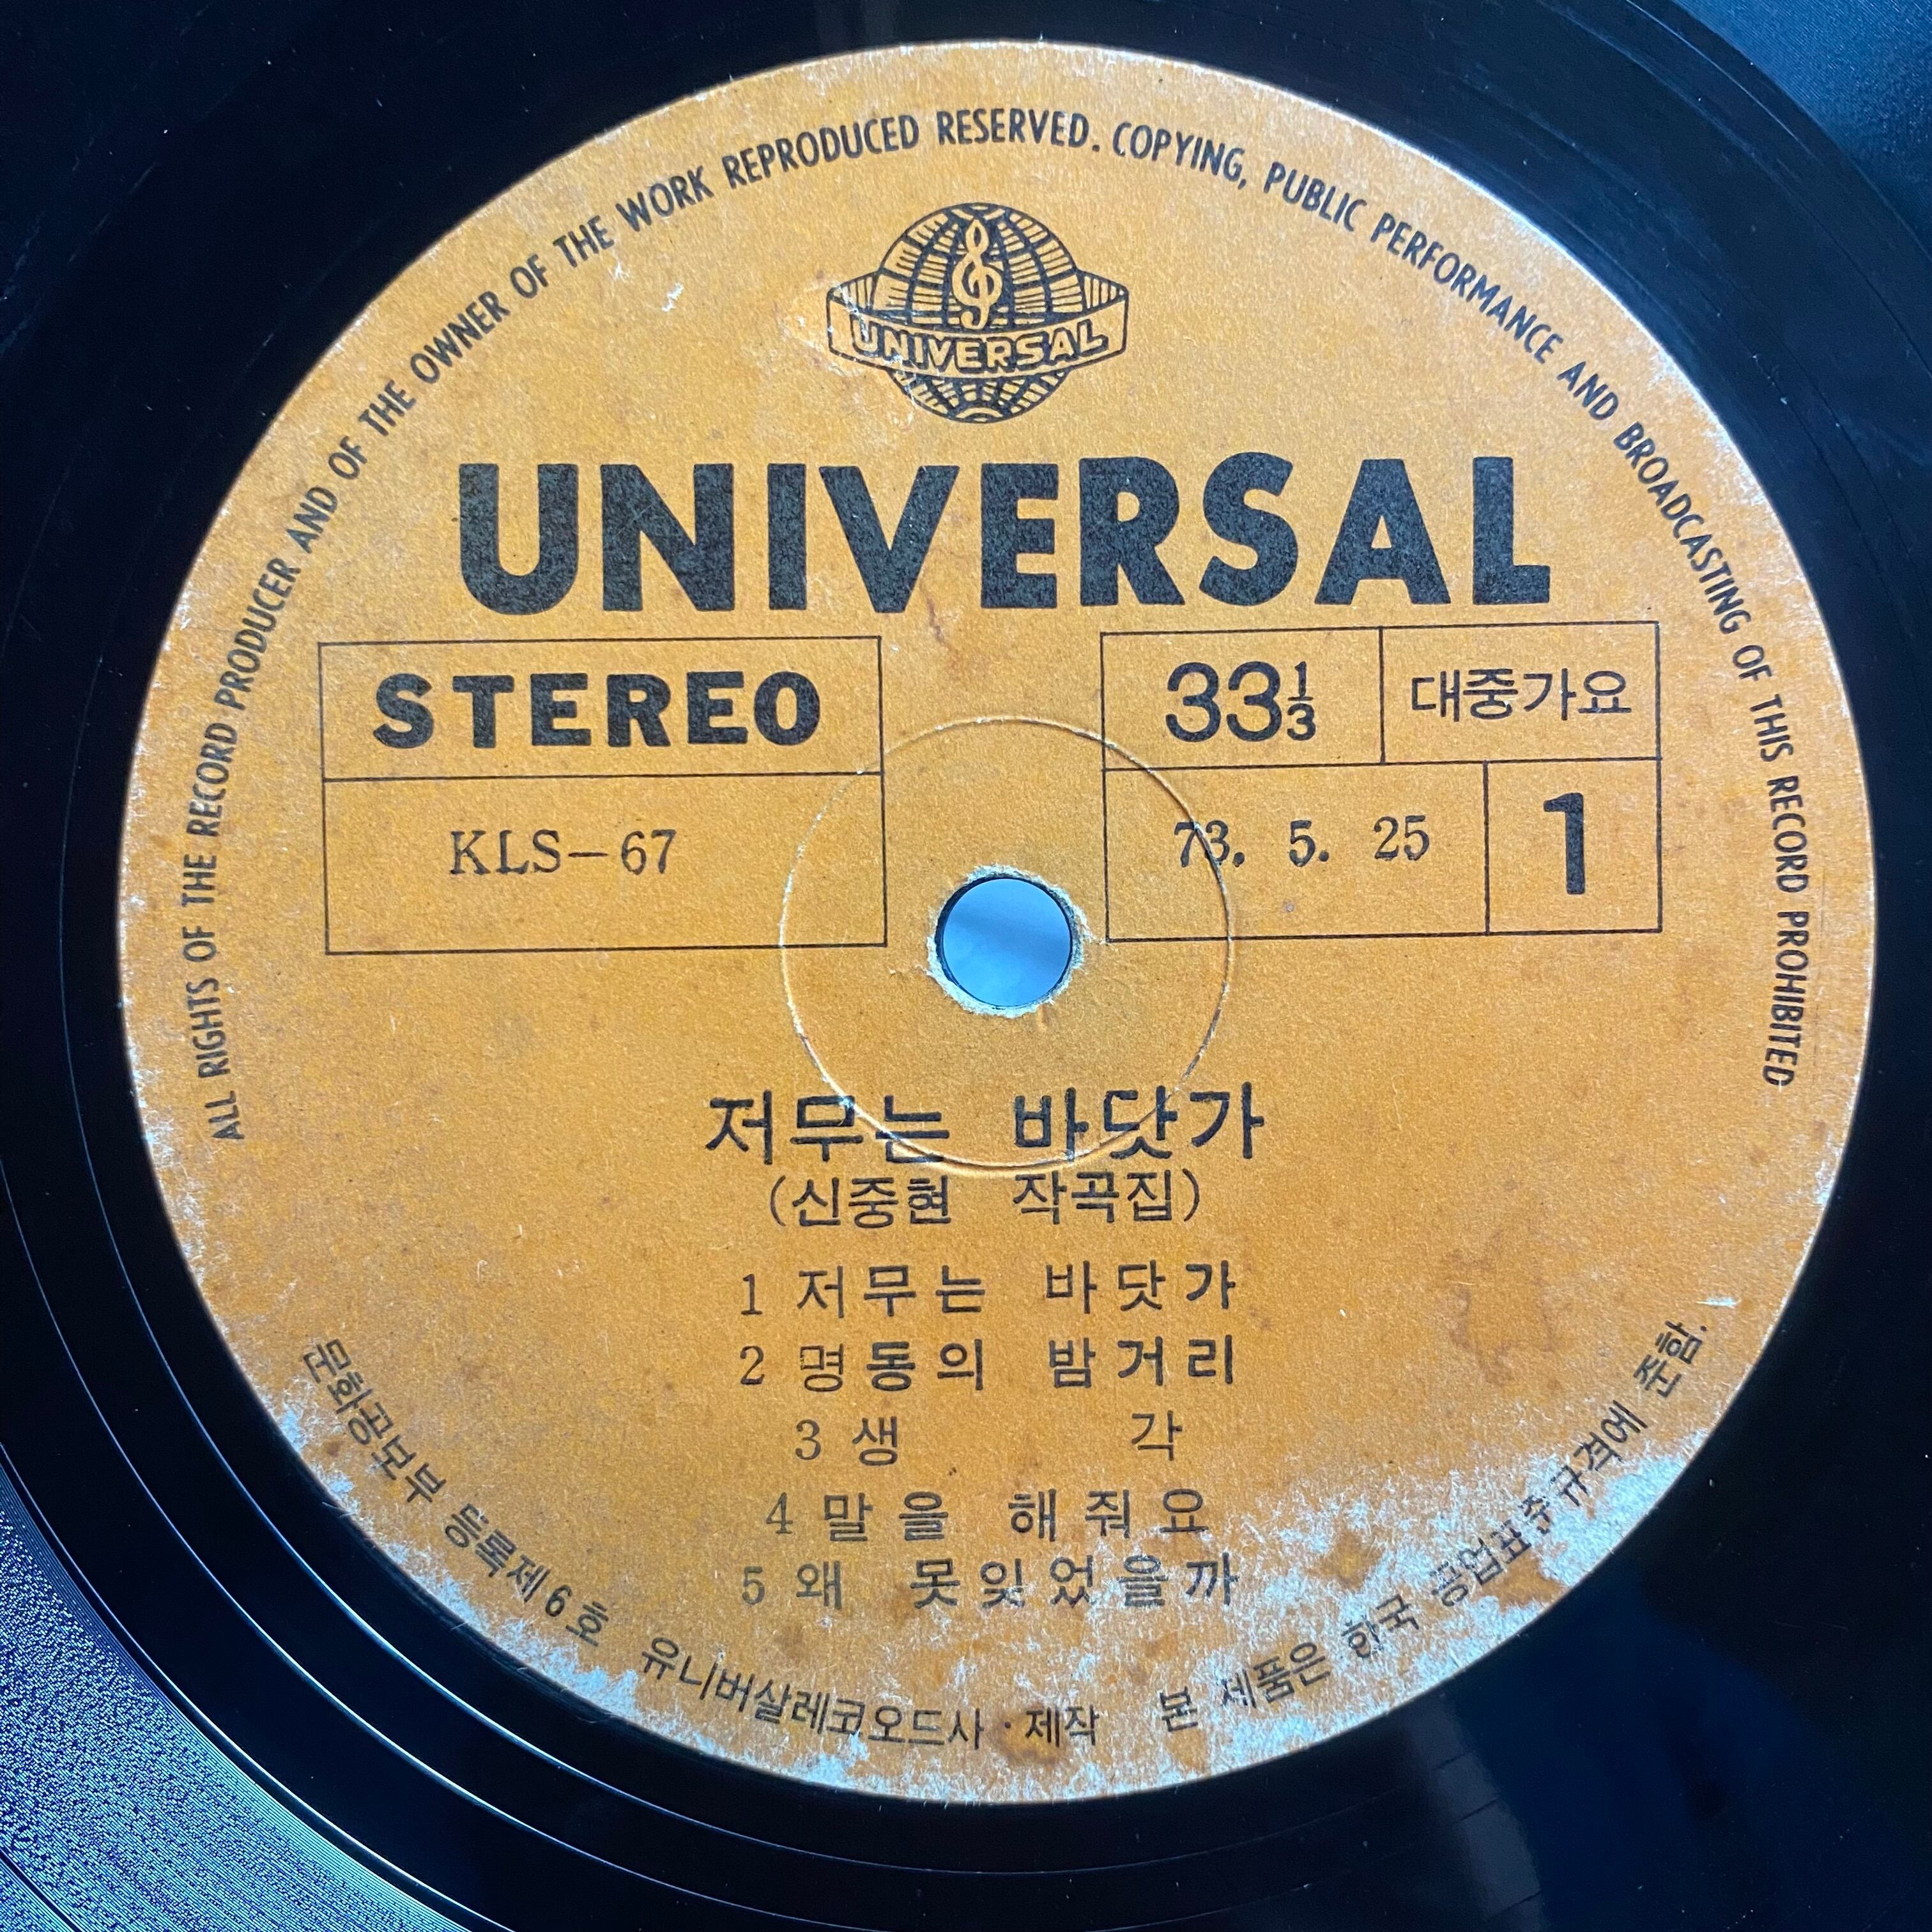 ALL RIGHTS OF THE RECORD PRODUCER AND OF THE OWNER OF THE WORK REPRODUCED RESERVED. COPYING, PUBLIC PERFORMANCE AND BROADCASTING OF THIS RECORD PROHIBITED
UNIVERSAL
UNIVERSAL
STEREO
33⅓ 대중가요
KLS-67
73. 5. 25 1
저무는 바닷가
(신중현 작곡집)
1 저무는 바닷가
2 명동의 밤거리
3 생 각
4 말을 해줘요
5 왜 못잊었을까
문화공보부 등록제6호 유니버살레코오드사·제작 본 제품은 한국 공업표준규격에 준함.